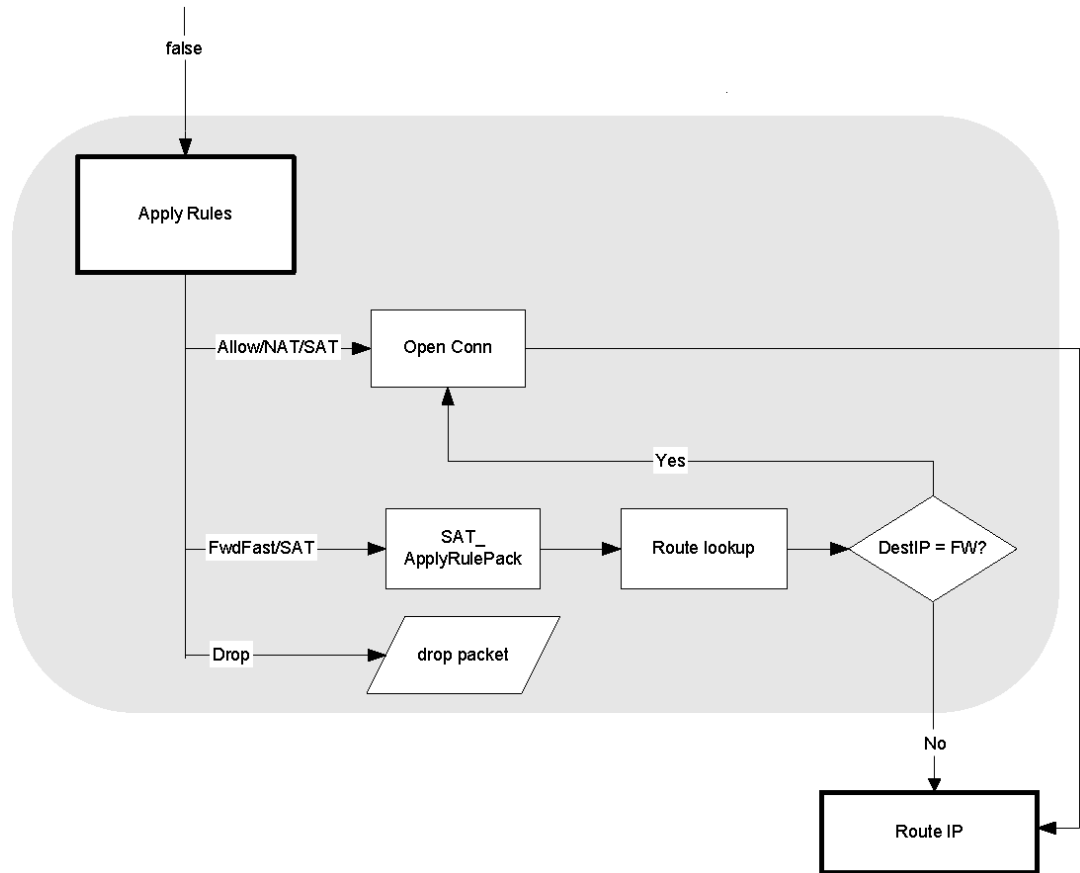 false
Apply Rules
Allow/NAT/SAT
Open Conn
Yes
FwdFast/SAT
SAT_
ApplyRulePack
Route lookup
DestIP = FW?
Drop
drop packet
No
Route IP